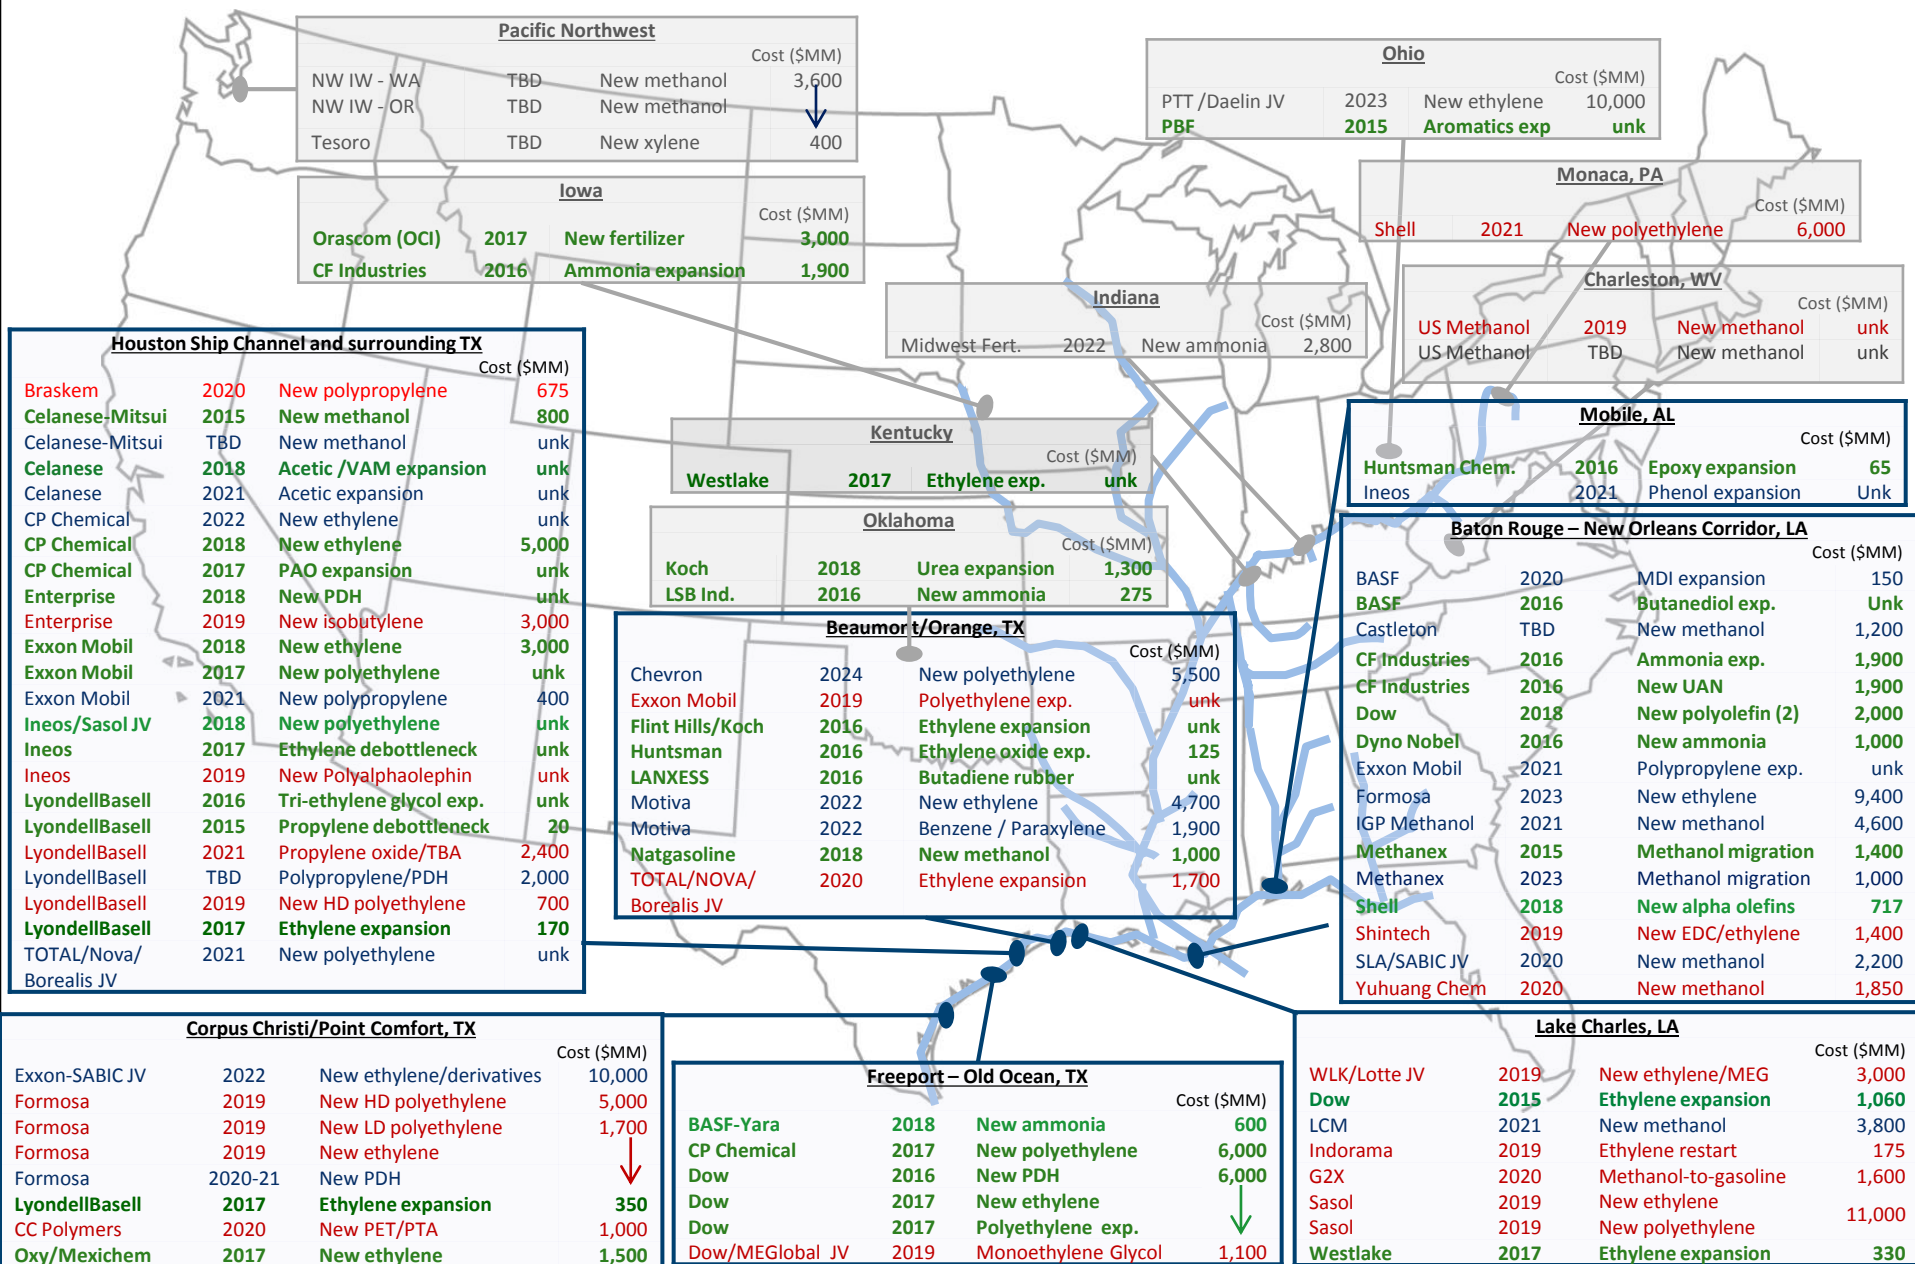 Pacific Northwest
Cost ($MM)
NW IW - WA TBD New methanol 3,600
NW IW - OR TBD New methanol
Tesoro TBD New xylene 400
Ohio
Cost ($MM)
PTT /Daelin JV 2023 New ethylene 10,000
PBF 2015 Aromatics exp unk
Iowa
Cost ($MM)
Orascom (OCI) 2017 New fertilizer 3,000
CF Industries 2016 Ammonia expansion 1,900
Monaca, PA
Cost ($MM)
Shell 2021 New polyethylene 6,000
Indiana
Cost ($MM)
Midwest Fert. 2022 New ammonia 2,800
Charleston, WV
Cost ($MM)
US Methanol 2019 New methanol unk
US Methanol TBD New methanol unk
Houston Ship Channel and surrounding TX
Cost ($MM)
Braskem 2020 New polypropylene 675
Celanese-Mitsui 2015 New methanol 800
Celanese-Mitsui TBD New methanol unk
Celanese 2018 Acetic /VAM expansion unk
Celanese 2021 Acetic expansion unk
CP Chemical 2022 New ethylene unk
CP Chemical 2018 New ethylene 5,000
CP Chemical 2017 PAO expansion unk
Enterprise 2018 New PDH unk
Enterprise 2019 New isobutylene 3,000
Exxon Mobil 2018 New ethylene 3,000
Exxon Mobil 2017 New polyethylene unk
Exxon Mobil 2021 New polypropylene 400
Ineos/Sasol JV 2018 New polyethylene unk
Ineos 2017 Ethylene debottleneck unk
Ineos 2019 New Polyalphaolephin unk
LyondellBasell 2016 Tri-ethylene glycol exp. unk
LyondellBasell 2015 Propylene debottleneck 20
LyondellBasell 2021 Propylene oxide/TBA 2,400
LyondellBasell TBD Polypropylene/PDH 2,000
LyondellBasell 2019 New HD polyethylene 700
LyondellBasell 2017 Ethylene expansion 170
TOTAL/Nova/ 2021 New polyethylene unk
Borealis JV
Kentucky
Cost ($MM)
Westlake 2017 Ethylene exp. unk
Oklahoma
Cost ($MM)
Koch 2018 Urea expansion 1,300
LSB Ind. 2016 New ammonia 275
Mobile, AL
Cost ($MM)
Huntsman Chem. 2016 Epoxy expansion 65
Ineos 2021 Phenol expansion Unk
Beaumont/Orange, TX
Cost ($MM)
Chevron 2024 New polyethylene 5,500
Exxon Mobil 2019 Polyethylene exp. unk
Flint Hills/Koch 2016 Ethylene expansion unk
Huntsman 2016 Ethylene oxide exp. 125
LANXESS 2016 Butadiene rubber unk
Motiva 2022 New ethylene 4,700
Motiva 2022 Benzene / Paraxylene 1,900
Natgasoline 2018 New methanol 1,000
TOTAL/NOVA/ 2020 Ethylene expansion 1,700
Borealis JV
Baton Rouge – New Orleans Corridor, LA
Cost ($MM)
BASF 2020 MDI expansion 150
BASF 2016 Butanediol exp. Unk
Castleton TBD New methanol 1,200
CF Industries 2016 Ammonia exp. 1,900
CF Industries 2016 New UAN 1,900
Dow 2018 New polyolefin (2) 2,000
Dyno Nobel 2016 New ammonia 1,000
Exxon Mobil 2021 Polypropylene exp. unk
Formosa 2023 New ethylene 9,400
IGP Methanol 2021 New methanol 4,600
Methanex 2015 Methanol migration 1,400
Methanex 2023 Methanol migration 1,000
Shell 2018 New alpha olefins 717
Shintech 2019 New EDC/ethylene 1,400
SLA/SABIC JV 2020 New methanol 2,200
Yuhuang Chem 2020 New methanol 1,850
Corpus Christi/Point Comfort, TX
Cost ($MM)
Exxon-SABIC JV 2022 New ethylene/derivatives 10,000
Formosa 2019 New HD polyethylene 5,000
Formosa 2019 New LD polyethylene 1,700
Formosa 2019 New ethylene
Formosa 2020-21 New PDH
LyondellBasell 2017 Ethylene expansion 350
CC Polymers 2020 New PET/PTA 1,000
Oxy/Mexichem 2017 New ethylene 1,500
Freeport – Old Ocean, TX
Cost ($MM)
BASF-Yara 2018 New ammonia 600
CP Chemical 2017 New polyethylene 6,000
Dow 2016 New PDH 6,000
Dow 2017 New ethylene
Dow 2017 Polyethylene exp.
Dow/MEGlobal JV 2019 Monoethylene Glycol 1,100
Lake Charles, LA
Cost ($MM)
WLK/Lotte JV 2019 New ethylene/MEG 3,000
Dow 2015 Ethylene expansion 1,060
LCM 2021 New methanol 3,800
Indorama 2019 Ethylene restart 175
G2X 2020 Methanol-to-gasoline 1,600
Sasol 2019 New ethylene
11,000
Sasol 2019 New polyethylene
Westlake 2017 Ethylene expansion 330